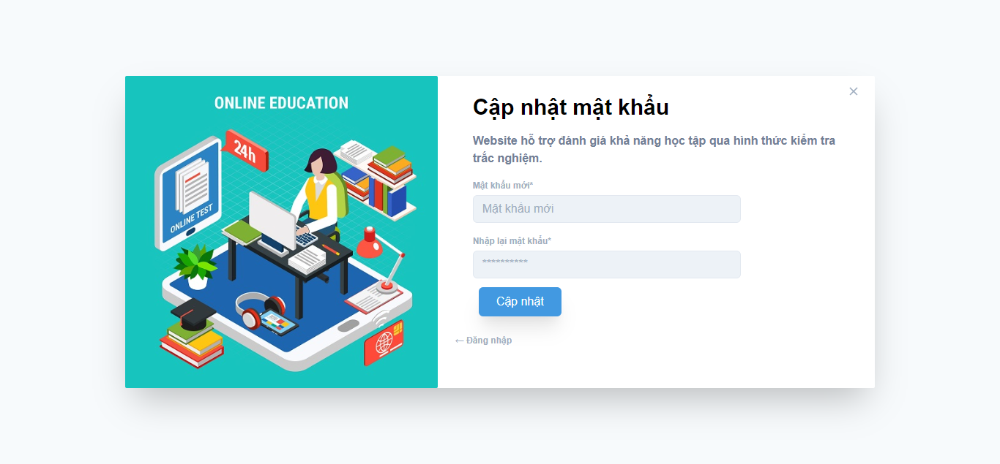 ONLINE EDUCATION
24h
ONLINE TEST
×
Cập nhật mật khẩu
Website hỗ trợ đánh giá khả năng học tập qua hình thức kiểm tra
trắc nghiệm.
Mật khẩu mới*
Mật khẩu mới
Nhập lại mật khẩu*
**********
Cập nhật
← Đăng nhập